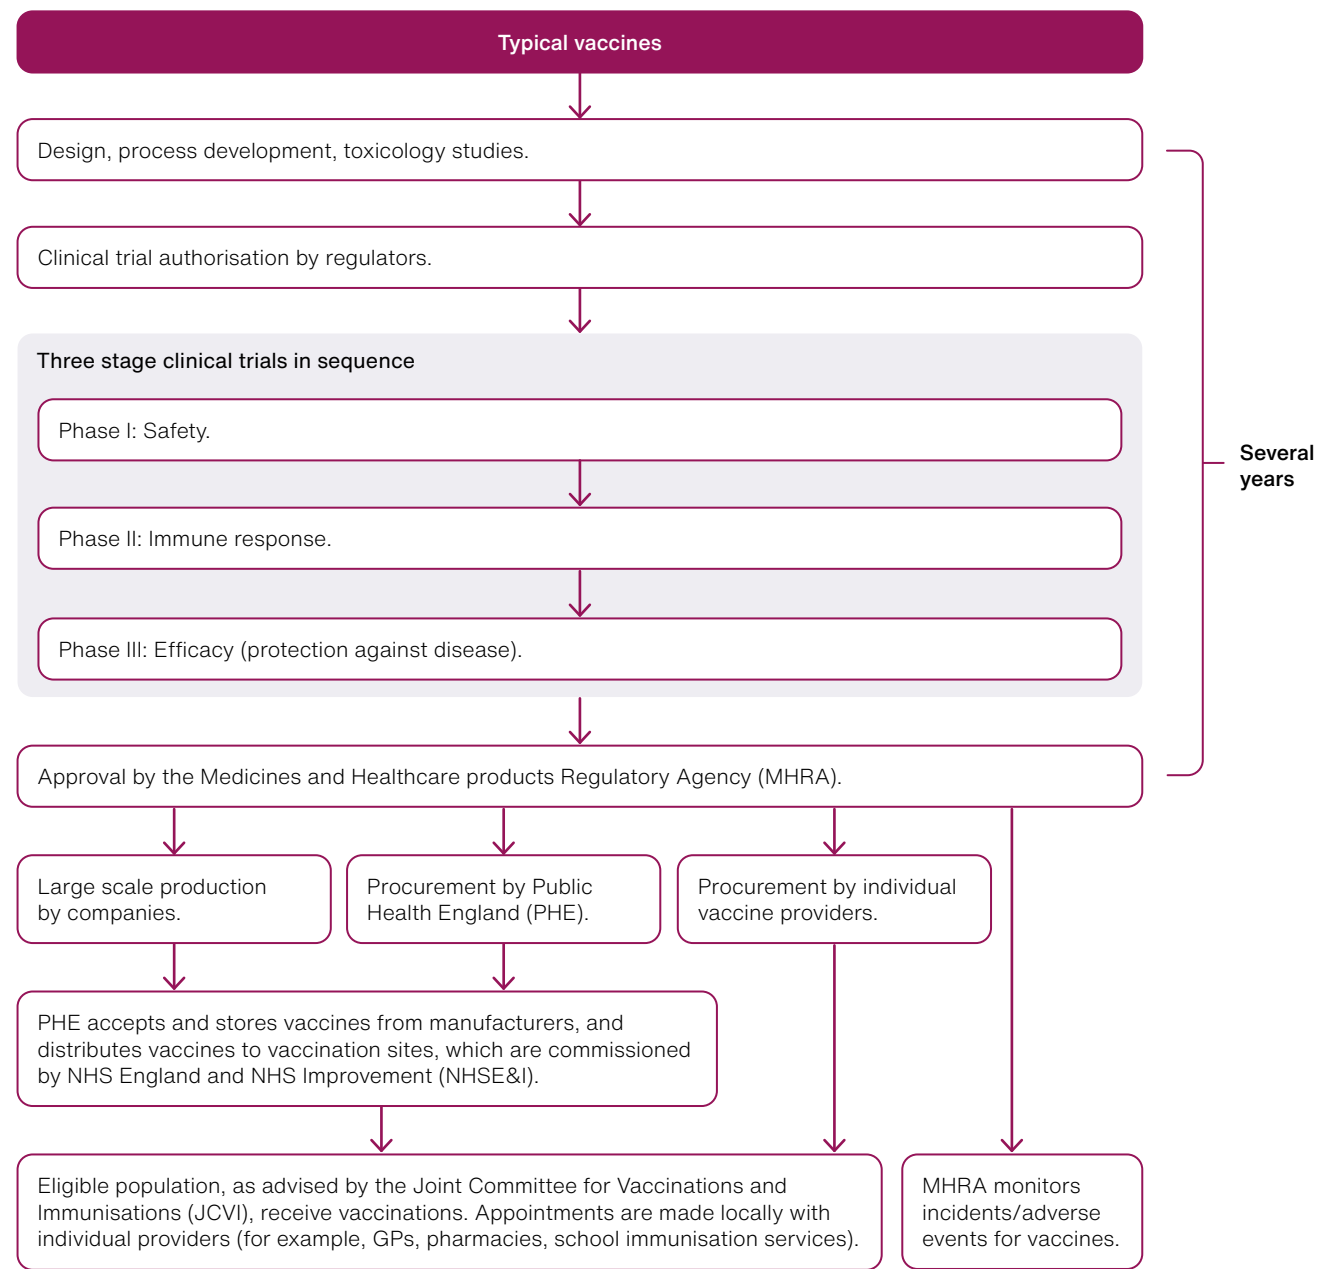 Typical vaccines
Design, process development, toxicology studies.
Clinical trial authorisation by regulators.
Three stage clinical trials in sequence
Phase I: Safety.
Phase II: Immune response.
Phase III: Efficacy (protection against disease).
Several
years
Approval by the Medicines and Healthcare products Regulatory Agency (MHRA).
Large scale production
by companies.
Procurement by Public
Health England (PHE).
Procurement by individual
vaccine providers.
PHE accepts and stores vaccines from manufacturers, and
distributes vaccines to vaccination sites, which are commissioned
by NHS England and NHS Improvement (NHSE&I).
Eligible population, as advised by the Joint Committee for Vaccinations and
Immunisations (JCVI), receive vaccinations. Appointments are made locally with
individual providers (for example, GPs, pharmacies, school immunisation services).
MHRA monitors
incidents/adverse
events for vaccines.